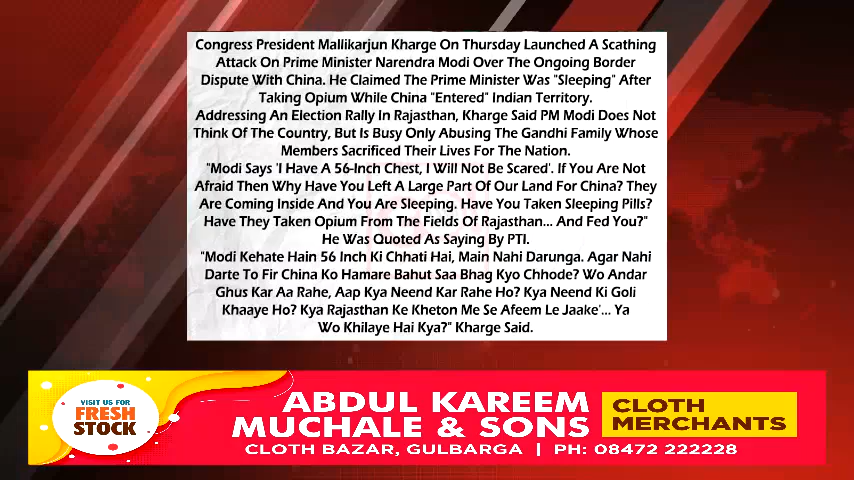 Congress President Mallikarjun Kharge On Thursday Launched A Scathing
Attack On Prime Minister Narendra Modi Over The Ongoing Border
Dispute With China. He Claimed The Prime Minister Was "Sleeping" After
Taking Opium While China "Entered" Indian Territory.
Addressing An Election Rally In Rajasthan, Kharge Said PM Modi Does Not
Think Of The Country, But Is Busy Only Abusing The Gandhi Family Whose
Members Sacrificed Their Lives For The Nation.
"Modi Says 'I Have A 56-Inch Chest, I Will Not Be Scared'. If You Are Not
Afraid Then Why Have You Left A Large Part Of Our Land For China? They
Are Coming Inside And You Are Sleeping. Have You Taken Sleeping Pills?
Have They Taken Opium From The Fields Of Rajasthan... And Fed You?"
He Was Quoted As Saying By PTI.
"Modi Kehate Hain 56 Inch Ki Chhati Hai, Main Nahi Darunga. Agar Nahi
Darte To Fir China Ko Hamare Bahut Saa Bhag Kyo Chhode? Wo Andar
Ghus Kar Aa Rahe, Aap Kya Neend Kar Rahe Ho? Kya Neend Ki Goli
Khaaye Ho? Kya Rajasthan Ke Kheton Me Se Afeem Le Jaake'... Ya
Wo Khilaye Hai Kya?" Kharge Said.
VISIT US FOR
FRESH
STOCK
ABDUL KAREEM
MUCHALE & SONS
CLOTH
MERCHANTS
CLOTH BAZAR, GULBARGA | PH: 08472 222228